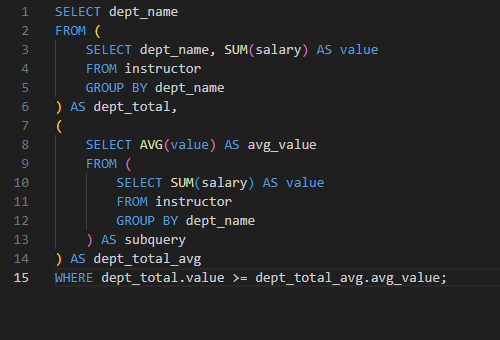 1 SELECT dept_name
2 FROM (
3 SELECT dept_name, SUM(salary) AS value
4 FROM instructor
5 GROUP BY dept_name
6 ) AS dept_total,
7 (
8 SELECT AVG(value) AS avg_value
9 FROM (
10 SELECT SUM(salary) AS value
11 FROM instructor
12 GROUP BY dept_name
13 ) AS subquery
14 ) AS dept_total_avg
15 WHERE dept_total.value >= dept_total_avg.avg_value;